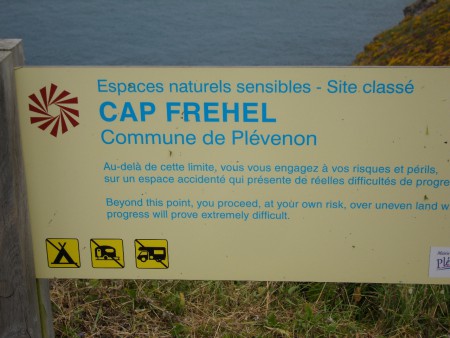 Espaces naturels sensibles - Site classé
CAP FREHEL
Commune de Plévenon
Au-delà de cette limite, vous vous engagez à vos risques et périls,
sur un espace accidenté qui présente de réelles difficultés de progre
Beyond this point, you proceed, at your own risk, over uneven land w
progress will prove extremely difficult.